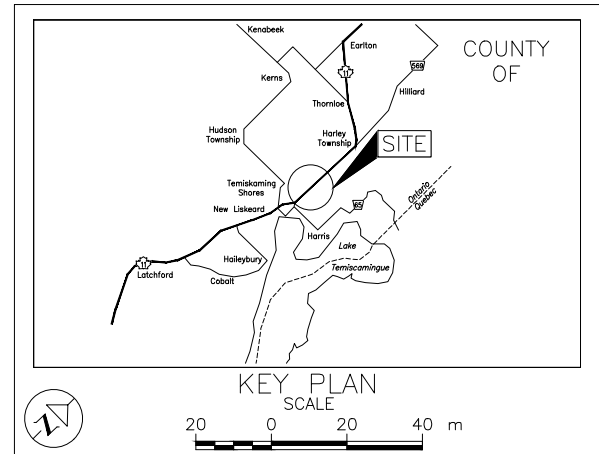 Kenabeek
Earlton
COUNTY
OF
11
569
Kerns
Hilliard
Thornloe
Hudson
Township
Harley
Township
SITE
Temiskaming
Shores
65
Ontario
Quebec
New Liskeard
Harris
Lake
Temiscamingue
Haileybury
11
Latchford
Cobalt
KEY PLAN
SCALE
N
20 0 20 40 m